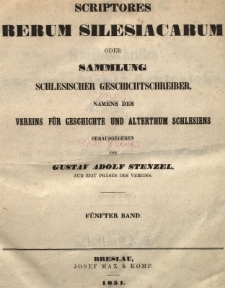 SCRIPTORES
RERUM SILESIACARUM
ODER
SAMMLUNG
SCHLESISCHER GESCHICHTSCHREIBER,
NAMENS DES
VEREINS FÜR GESCHICHTE UND ALTERTHUM SCHLESIENS
HERAUSGEGEBEN
VON
GUSTAV ADOLF STENZEL,
ZUR ZEIT PRÄSES DES VEREINS.
FÜNFTER BAND.
BRESLAU,
JOSEF MAX & KOMP.
1851.